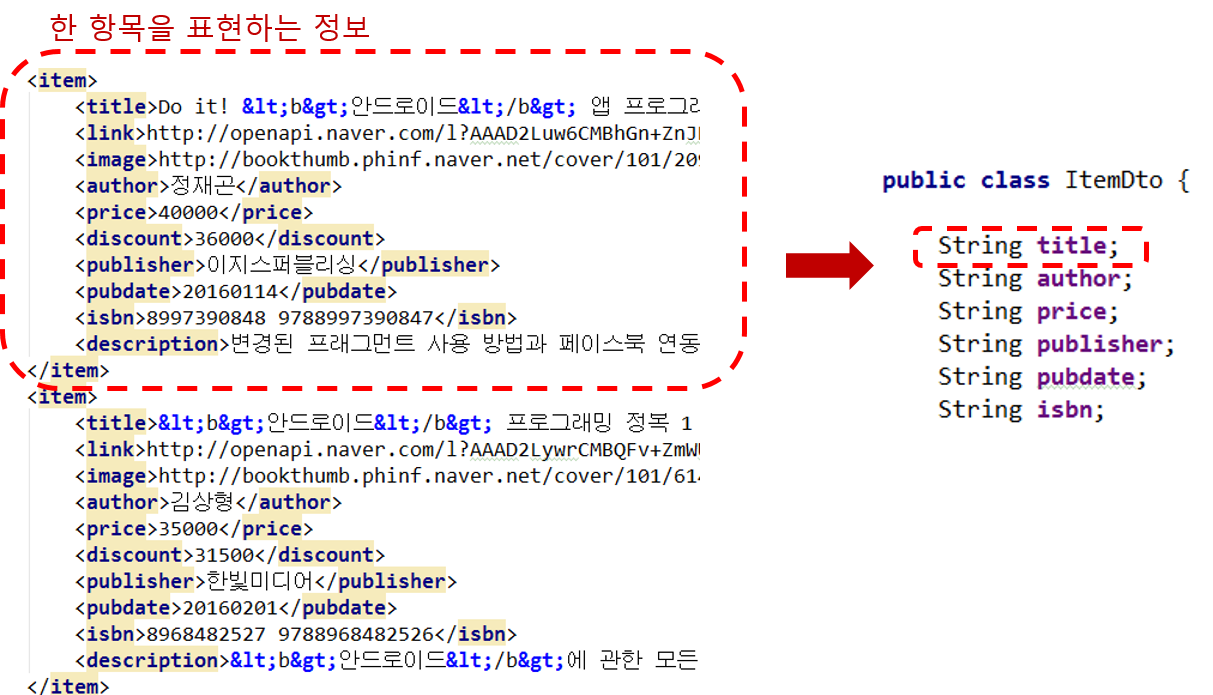 한 항목을 표현하는 정보
<item>
<title>Do it! &lt;b&gt;안드로이드&lt;/b&gt; 앱 프로그래
<link>http://openapi.naver.com/l?AAAD2Luw6CMBhGn+ZnJ
<image>http://bookthumb.phinf.naver.net/cover/101/209
<author>정재곤</author>
<price>40000</price>
<discount>36000</discount>
<publisher>이지스퍼블리싱</publisher>
<pubdate>20160114</pubdate>
<isbn>8997390848 9788997390847</isbn>
<description>변경된 프래그먼트 사용 방법과 페이스북 연동
</item>
<item>
<title>&lt;b&gt;안드로이드&lt;/b&gt; 프로그래밍 정복 1
<link>http://openapi.naver.com/l?AAAD2LywrCMBQFv+ZmW
<image>http://bookthumb.phinf.naver.net/cover/101/614
<author>김상형</author>
<price>35000</price>
<discount>31500</discount>
<publisher>한빛미디어</publisher>
<pubdate>20160201</pubdate>
<isbn>8968482527 9788968482526</isbn>
<description>&lt;b&gt;안드로이드&lt;/b&gt;에 관한 모든
</item>
public class ItemDto {
String title;
String author;
String price;
String publisher;
String pubdate;
String isbn;